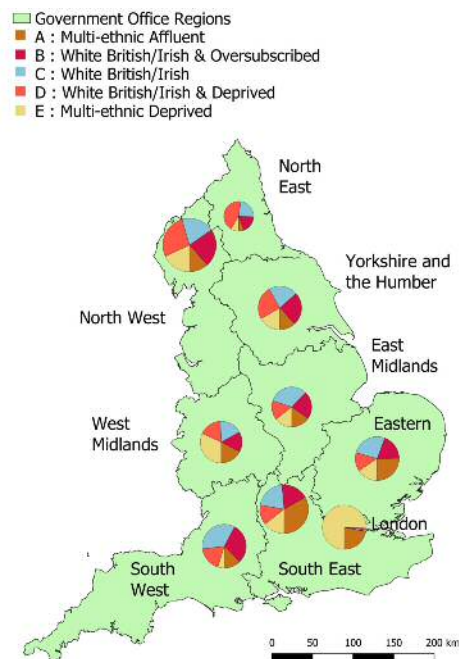 Government Office Regions
A : Multi-ethnic Affluent
B : White British/Irish & Oversubscribed
C : White British/Irish
D : White British/Irish & Deprived
E : Multi-ethnic Deprived
North
East
Yorkshire and
the Humber
North West
East
Midlands
West
Midlands
Eastern
London
South
West
South East
0 50 100 150 200 km